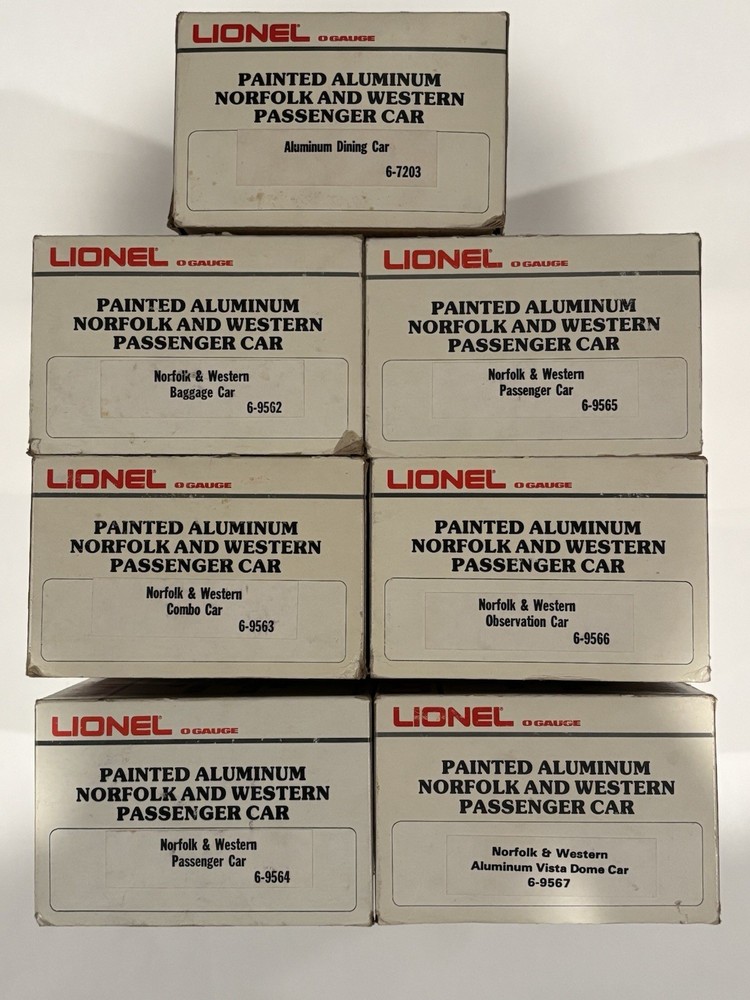 LIONEL O GAUGE
PAINTED ALUMINUM
NORFOLK AND WESTERN
PASSENGER CAR
Aluminum Dining Car
6-7203
LIONEL O GAUGE
PAINTED ALUMINUM
NORFOLK AND WESTERN
PASSENGER CAR
Norfolk & Western
Baggage Car
6-9562
LIONEL O GAUGE
PAINTED ALUMINUM
NORFOLK AND WESTERN
PASSENGER CAR
Norfolk & Western
Passenger Car
6-9565
LIONEL O GAUGE
PAINTED ALUMINUM
NORFOLK AND WESTERN
PASSENGER CAR
Norfolk & Western
Combo Car
6-9563
LIONEL O GAUGE
PAINTED ALUMINUM
NORFOLK AND WESTERN
PASSENGER CAR
Norfolk & Western
Observation Car
6-9566
LIONEL O GAUGE
PAINTED ALUMINUM
NORFOLK AND WESTERN
PASSENGER CAR
Norfolk & Western
Passenger Car
6-9564
LIONEL O GAUGE
PAINTED ALUMINUM
NORFOLK AND WESTERN
PASSENGER CAR
Norfolk & Western
Aluminum Vista Dome Car
6-9567